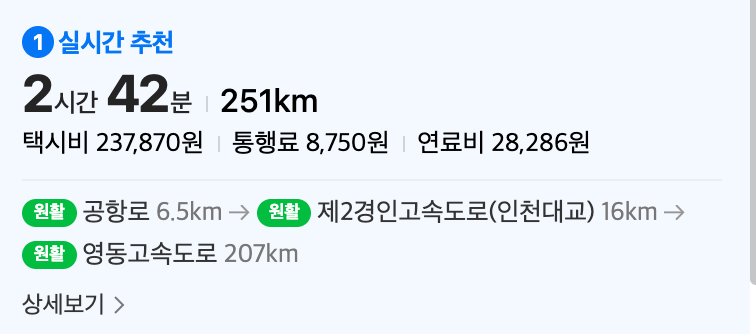 1 실시간 추천
2시간 42분 251km
택시비 237,870원 통행료 8,750원 연료비 28,286원
원활 공항로 6.5km → 원활 제2경인고속도로(인천대교) 16km →
원활 영동고속도로 207km
상세보기 >